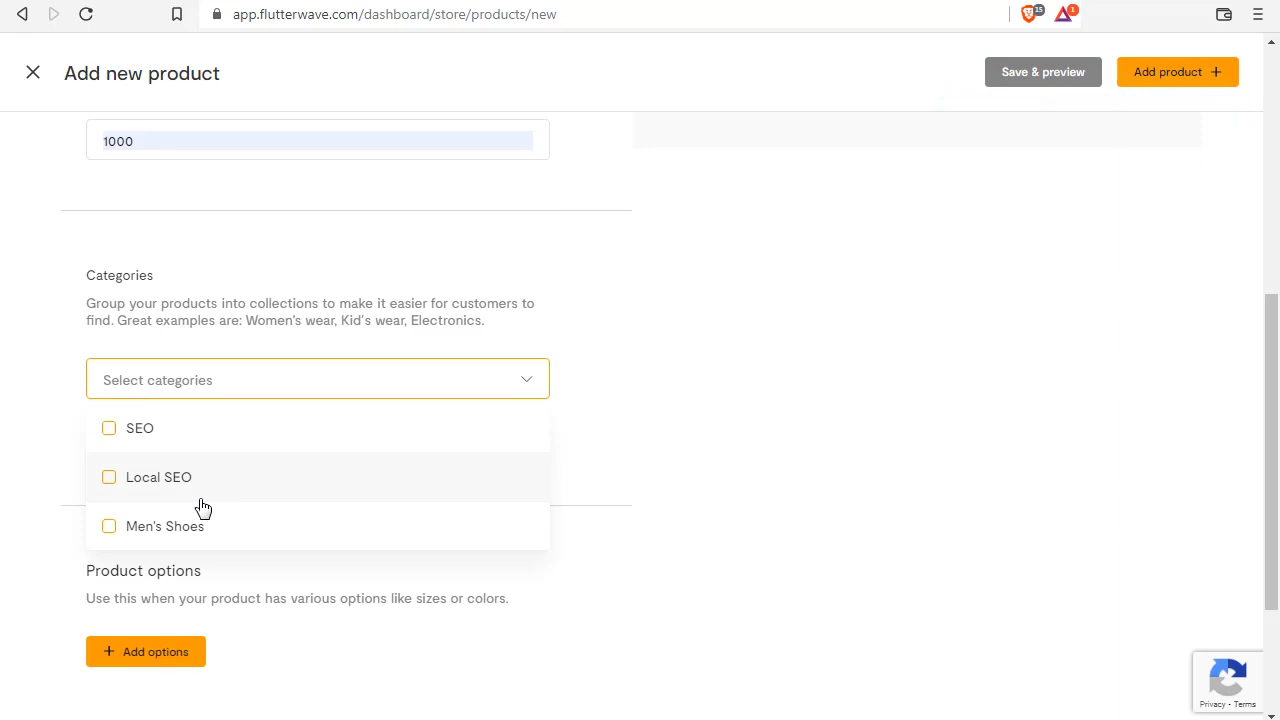 app.flutterwave.com/dashboard/store/products/new
15
1
Add new product
Save & preview
Add product +
1000
Categories
Group your products into collections to make it easier for customers to
find. Great examples are: Women's wear, Kid's wear, Electronics.
Select categories
SEO
Local SEO
Men's Shoes
Product options
Use this when your product has various options like sizes or colors.
+ Add options
Privacy - Terms